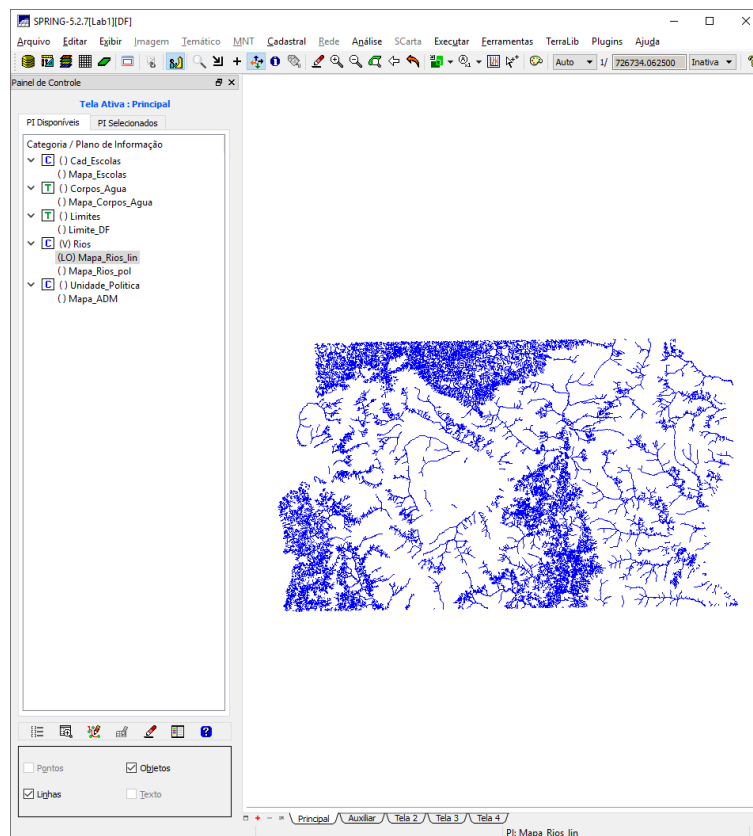 SPRING-5.2.7[Lab1][DF]
Arquivo Editar Exibir Imagem Temático MNT Cadastral Rede Análise SCarta Executar Ferramentas TerraLib Plugins Ajuda
Auto 1/ 726734.062500 Inativa
Painel de Controle
Tela Ativa : Principal
PI Disponíveis PI Selecionados
Categoria / Plano de Informação
C () Cad_Escolas
() Mapa_Escolas
T () Corpos_Agua
() Mapa_Corpos_Agua
T () Limites
() Limite_DF
C (V) Rios
(LO) Mapa_Rios_lin
() Mapa_Rios_pol
C () Unidade_Politica
() Mapa_ADM
Pontos Objetos
Linhas Texto
Principal Auxiliar Tela 2 Tela 3 Tela 4
PI: Mapa_Rios_lin